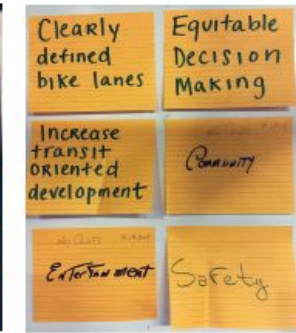 Clearly
defined
bike lanes
Equitable
Decision
Making
Increase
transit
oriented
development
Community
Entertainment
Safety